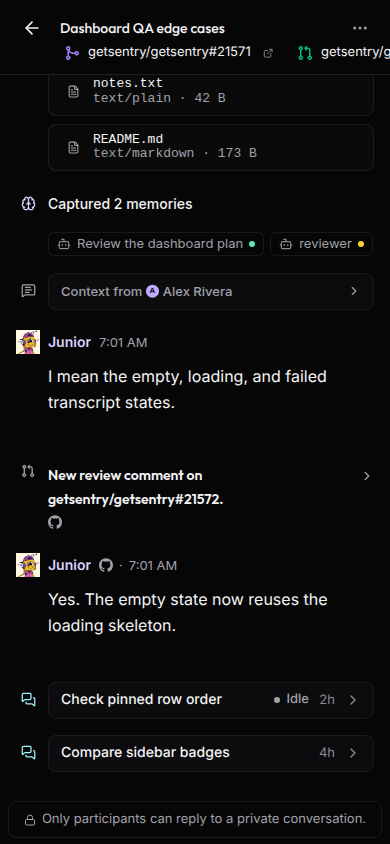 Dashboard QA edge cases
getsentry/getsentry#21571
getsentry/g
notes.txt
text/plain · 42 B
README.md
text/markdown · 173 B
Captured 2 memories
Review the dashboard plan
reviewer
Context from A Alex Rivera
Junior 7:01 AM
I mean the empty, loading, and failed
transcript states.
New review comment on
getsentry/getsentry#21572.
Junior · 7:01 AM
Yes. The empty state now reuses the
loading skeleton.
Check pinned row order Idle 2h
Compare sidebar badges 4h
Only participants can reply to a private conversation.